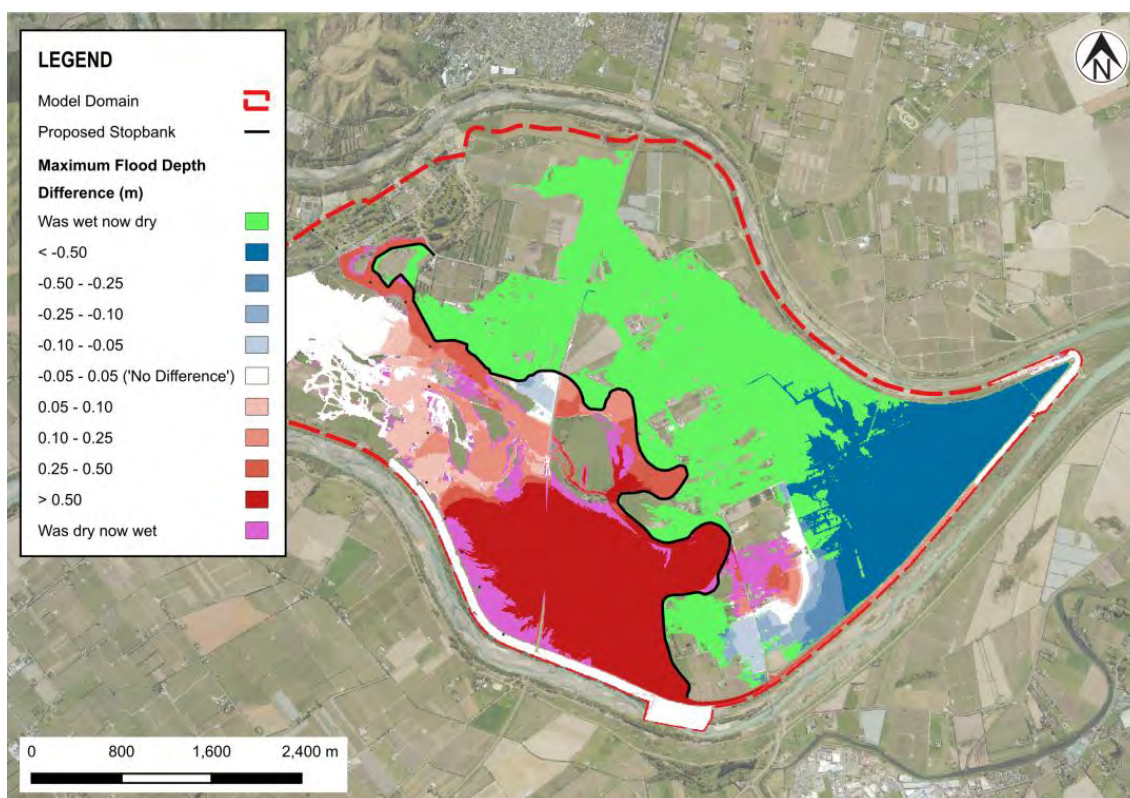 LEGEND
Model Domain
Proposed Stopbank
Maximum Flood Depth
Difference (m)
Was wet now dry
< -0.50
-0.50 - -0.25
-0.25 - -0.10
-0.10 - -0.05
-0.05 - 0.05 ('No Difference')
0.05 - 0.10
0.10 - 0.25
0.25 - 0.50
> 0.50
Was dry now wet
N
0 800 1,600 2,400 m